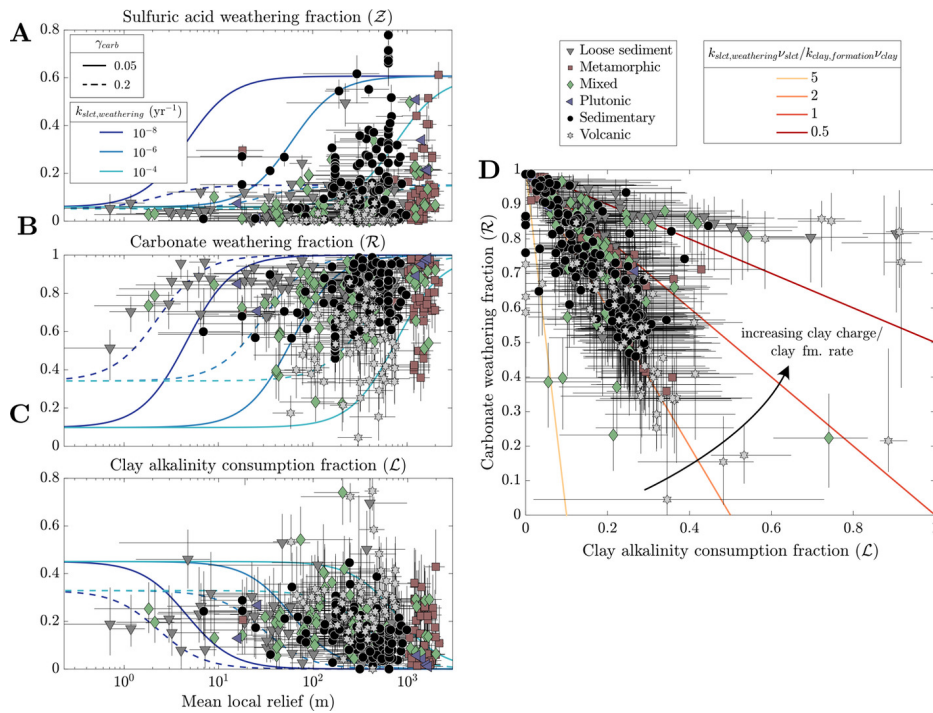 A
Sulfuric acid weathering fraction (𝒵)
0.8
0.6
0.4
0.2
0
γcarb
0.05
0.2
kslct,weathering (yr−1)
10−8
10−6
10−4
B
Carbonate weathering fraction (ℛ)
1
0.8
0.6
0.4
0.2
0
C
Clay alkalinity consumption fraction (ℒ)
0.8
0.6
0.4
0.2
0
100
101
102
103
Mean local relief (m)
Loose sediment
Metamorphic
Mixed
Plutonic
Sedimentary
Volcanic
kslct,weatheringνslct/kclay,formationνclay
5
2
1
0.5
D
Carbonate weathering fraction (ℛ)
1
0.9
0.8
0.7
0.6
0.5
0.4
0.3
0.2
0.1
0
increasing clay charge/
clay fm. rate
0
0.2
0.4
0.6
0.8
1
Clay alkalinity consumption fraction (ℒ)